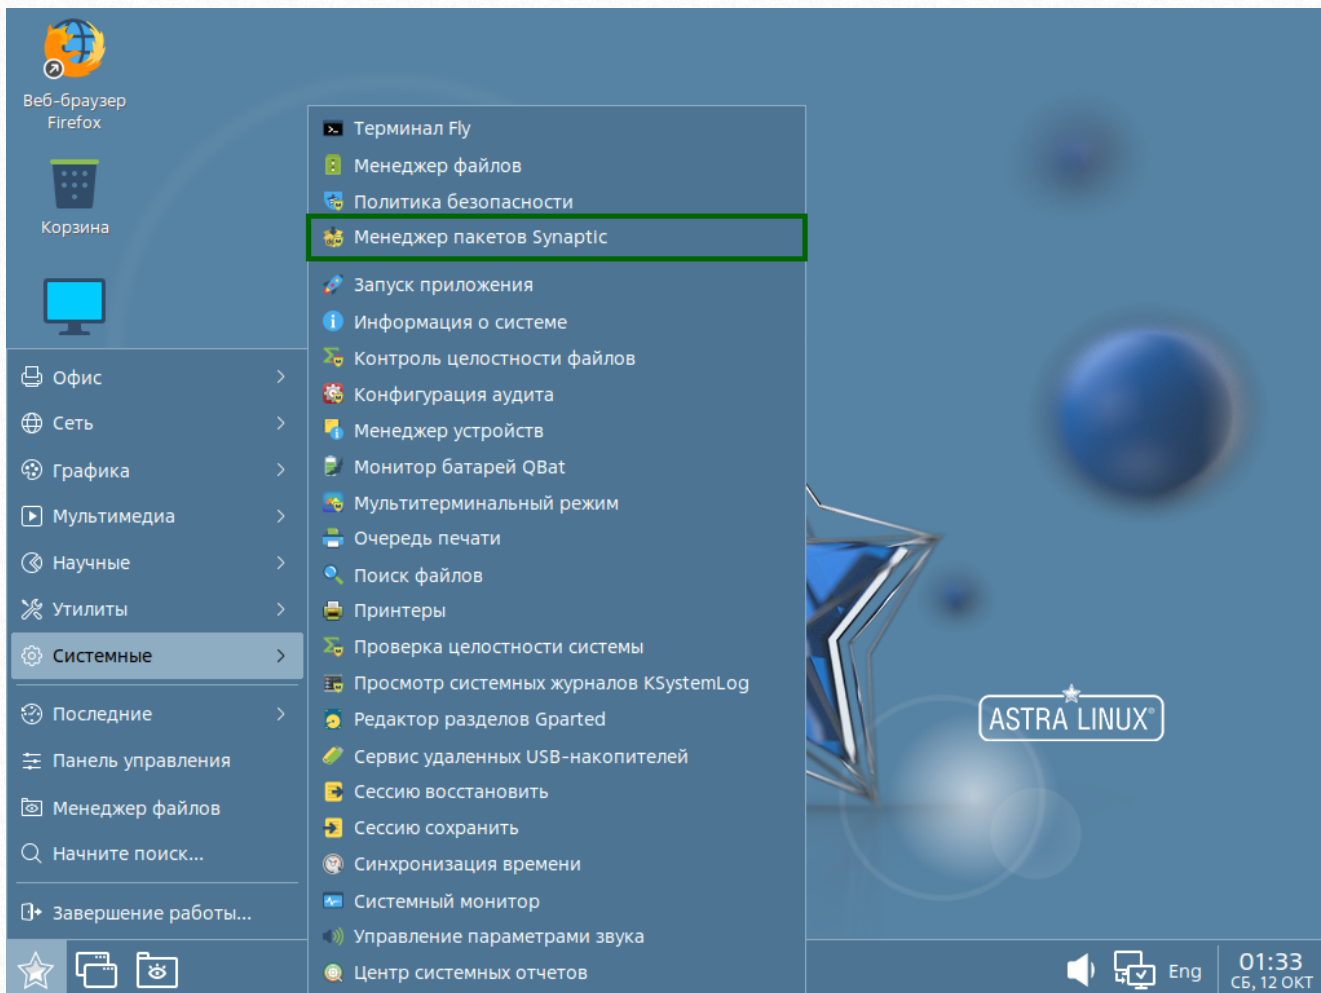 Веб-браузер
Firefox
Корзина
Терминал Fly
Менеджер файлов
Политика безопасности
Менеджер пакетов Synaptic
Запуск приложения
Информация о системе
Контроль целостности файлов
Конфигурация аудита
Менеджер устройств
Монитор батарей QBat
Мультитерминальный режим
Очередь печати
Поиск файлов
Принтеры
Проверка целостности системы
Просмотр системных журналов KSystemLog
Редактор разделов Gparted
Сервис удаленных USB-накопителей
Сессию восстановить
Сессию сохранить
Синхронизация времени
Системный монитор
Управление параметрами звука
Центр системных отчетов
Офис
Сеть
Графика
Мультимедиа
Научные
Утилиты
Системные
Последние
Панель управления
Менеджер файлов
Начните поиск...
Завершение работы...
ASTRA LINUX®
Eng
01:33
СБ, 12 ОКТ